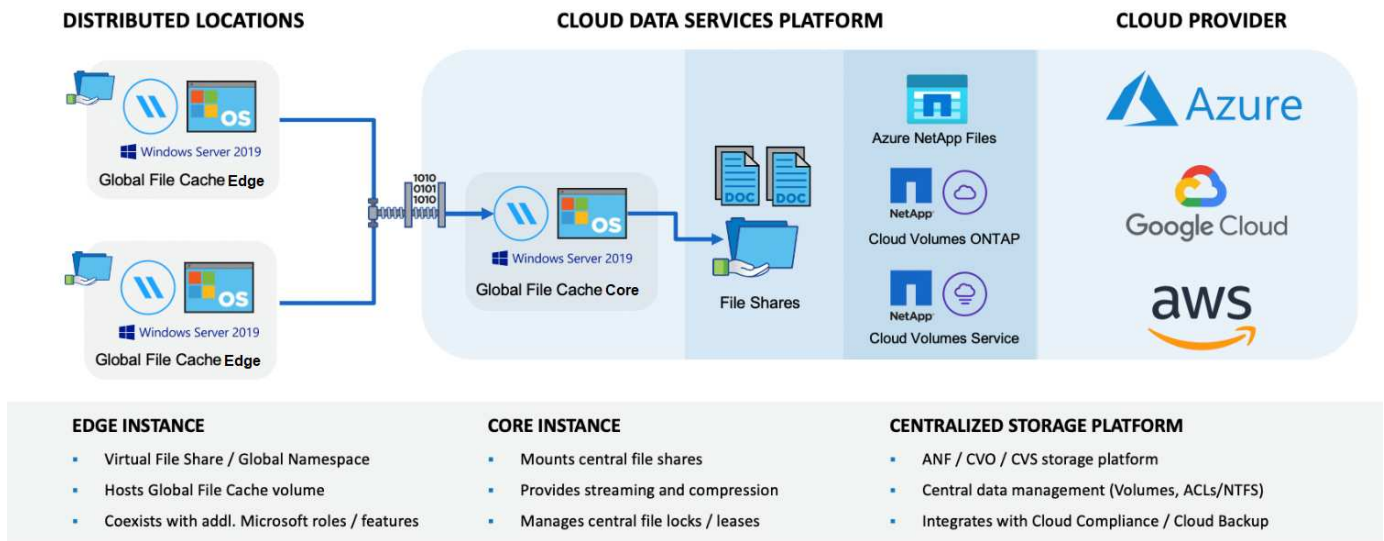 DISTRIBUTED LOCATIONS
CLOUD DATA SERVICES PLATFORM
CLOUD PROVIDER
OS
Windows Server 2019
Global File Cache Edge
OS
Windows Server 2019
Global File Cache Edge
1010
0101
1010
OS
Windows Server 2019
Global File Cache Core
DOC
DOC
File Shares
Azure NetApp Files
NetApp
Cloud Volumes ONTAP
NetApp
Cloud Volumes Service
Azure
Google Cloud
aws
EDGE INSTANCE
▪ Virtual File Share / Global Namespace
▪ Hosts Global File Cache volume
▪ Coexists with addl. Microsoft roles / features
CORE INSTANCE
▪ Mounts central file shares
▪ Provides streaming and compression
▪ Manages central file locks / leases
CENTRALIZED STORAGE PLATFORM
▪ ANF / CVO / CVS storage platform
▪ Central data management (Volumes, ACLs/NTFS)
▪ Integrates with Cloud Compliance / Cloud Backup